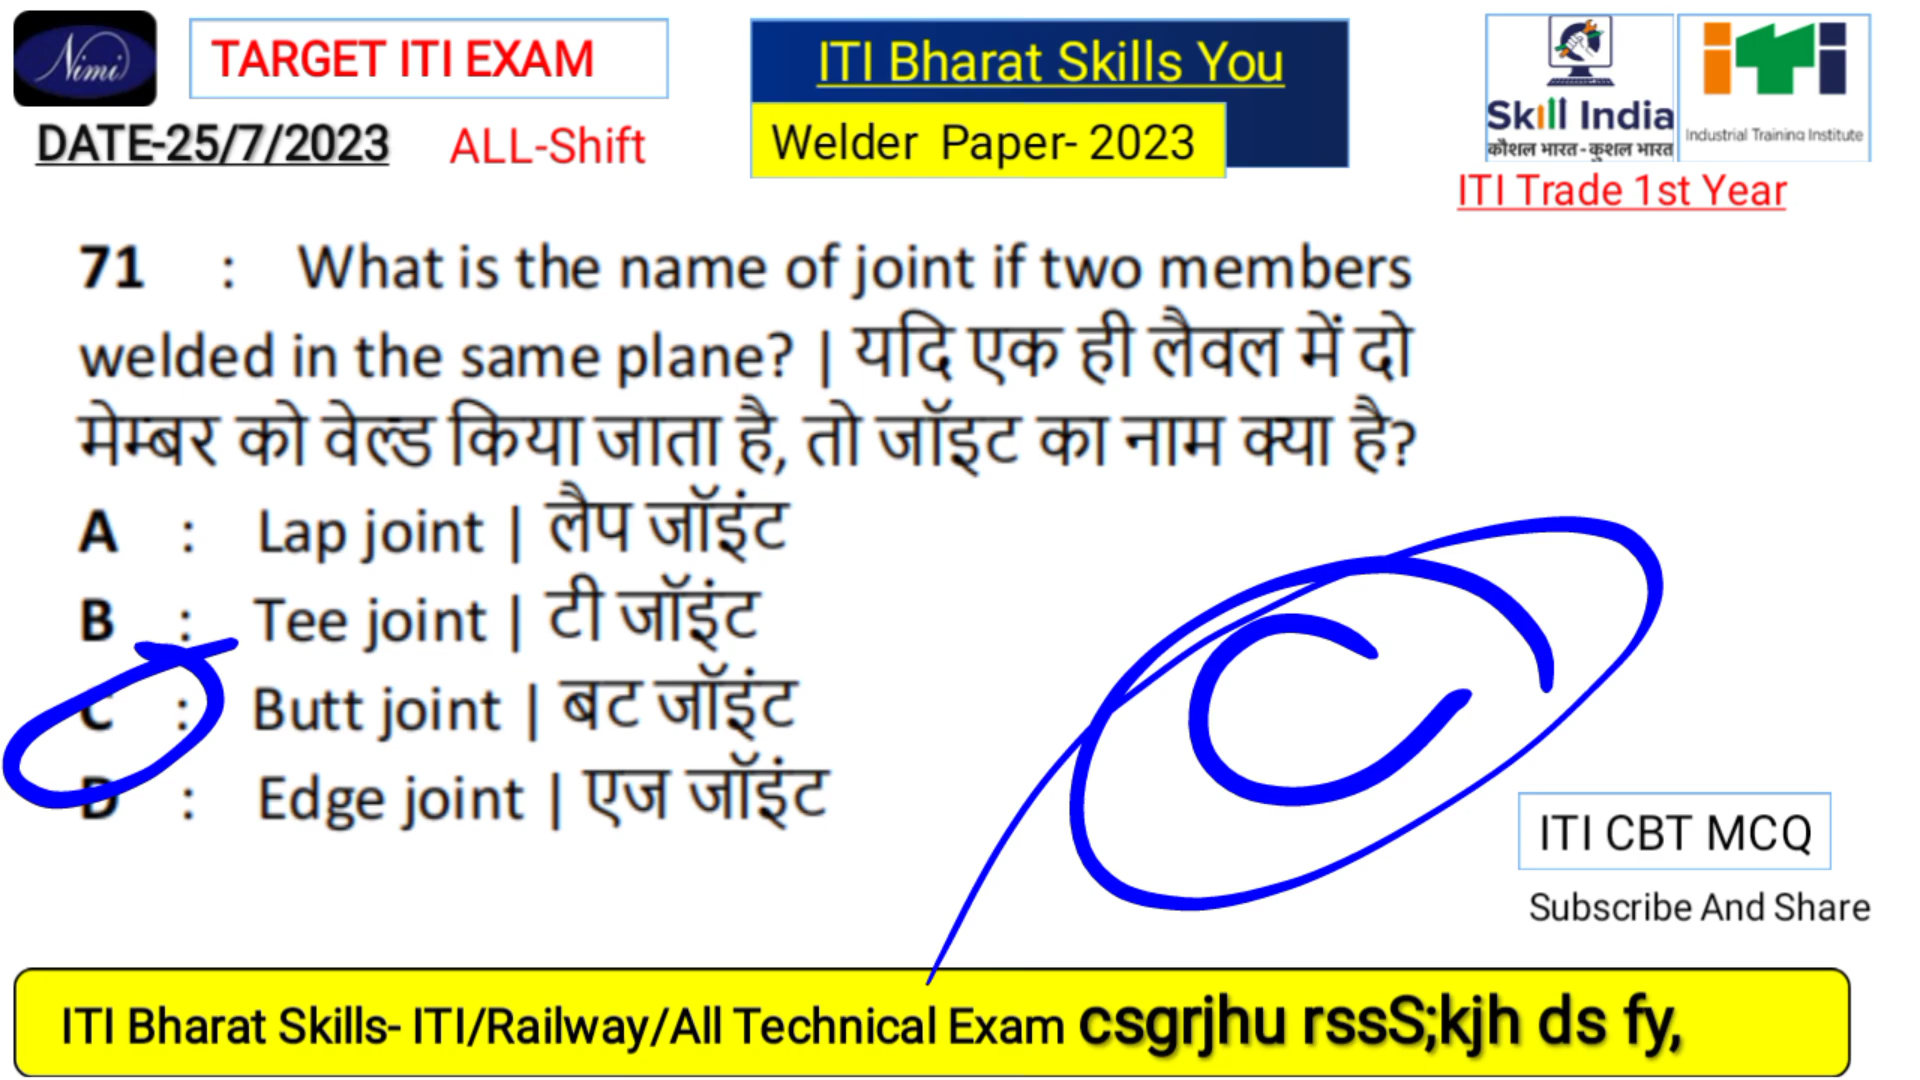 Nimi
TARGET ITI EXAM
ITI Bharat Skills You
Skill India
कौशल भारत - कुशल भारत
iTi
Industrial Training Institute
DATE-25/7/2023 ALL-Shift
Welder Paper- 2023
ITI Trade 1st Year
71 : What is the name of joint if two members
welded in the same plane? | यदि एक ही लैवल में दो
मेम्बर को वेल्ड किया जाता है, तो जॉइट का नाम क्या है?
A : Lap joint | लैप जॉइंट
B : Tee joint | टी जॉइंट
C : Butt joint | बट जॉइंट
D : Edge joint | एज जॉइंट
C
ITI CBT MCQ
Subscribe And Share
ITI Bharat Skills- ITI/Railway/All Technical Exam csgrjhu rssS;kjh ds fy,